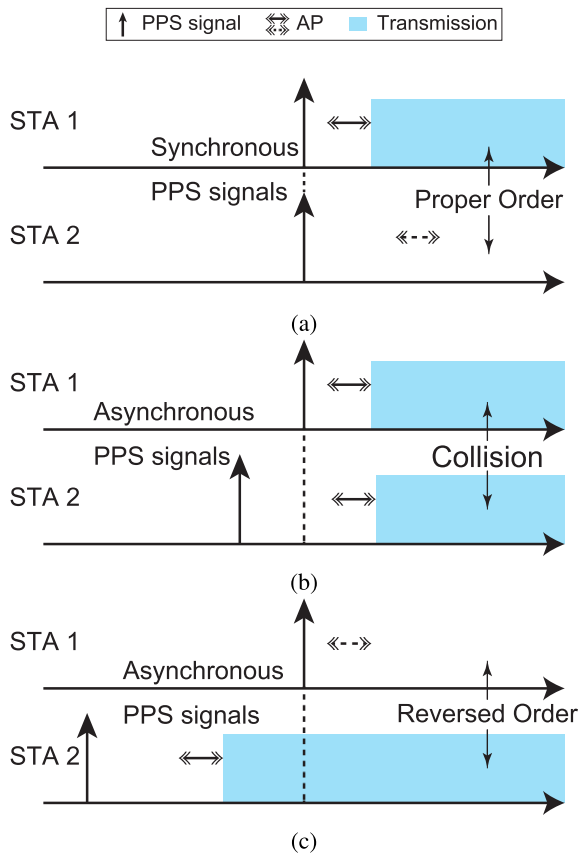 PPS signal AP Transmission
STA 1
Synchronous
PPS signals
Proper Order
STA 2
(a)
STA 1
Asynchronous
PPS signals
Collision
STA 2
(b)
STA 1
Asynchronous
PPS signals
Reversed Order
STA 2
(c)